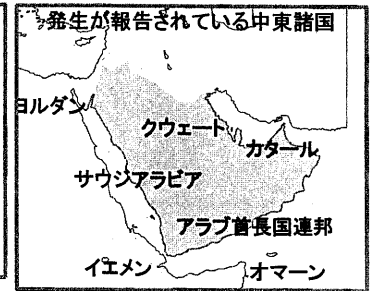 発生が報告されている中東諸国
ヨルダン
クウェート
カタール
サウジアラビア
アラブ首長国連邦
イエメン
オマーン